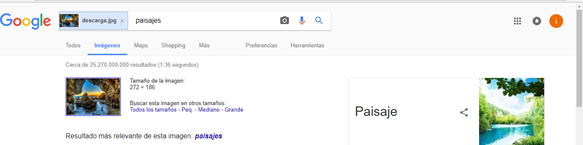 Google descarga.jpg x paisajes
i
Todos Imágenes Maps Shopping Más Preferencias Herramientas
Cerca de 25,270,000,000 resultados (1.36 segundos)
Tamaño de la imagen:
272 × 186
Buscar esta imagen en otros tamaños:
Todos los tamaños - Peq. - Mediano - Grande
Paisaje
Resultado más relevante de esta imagen: paisajes